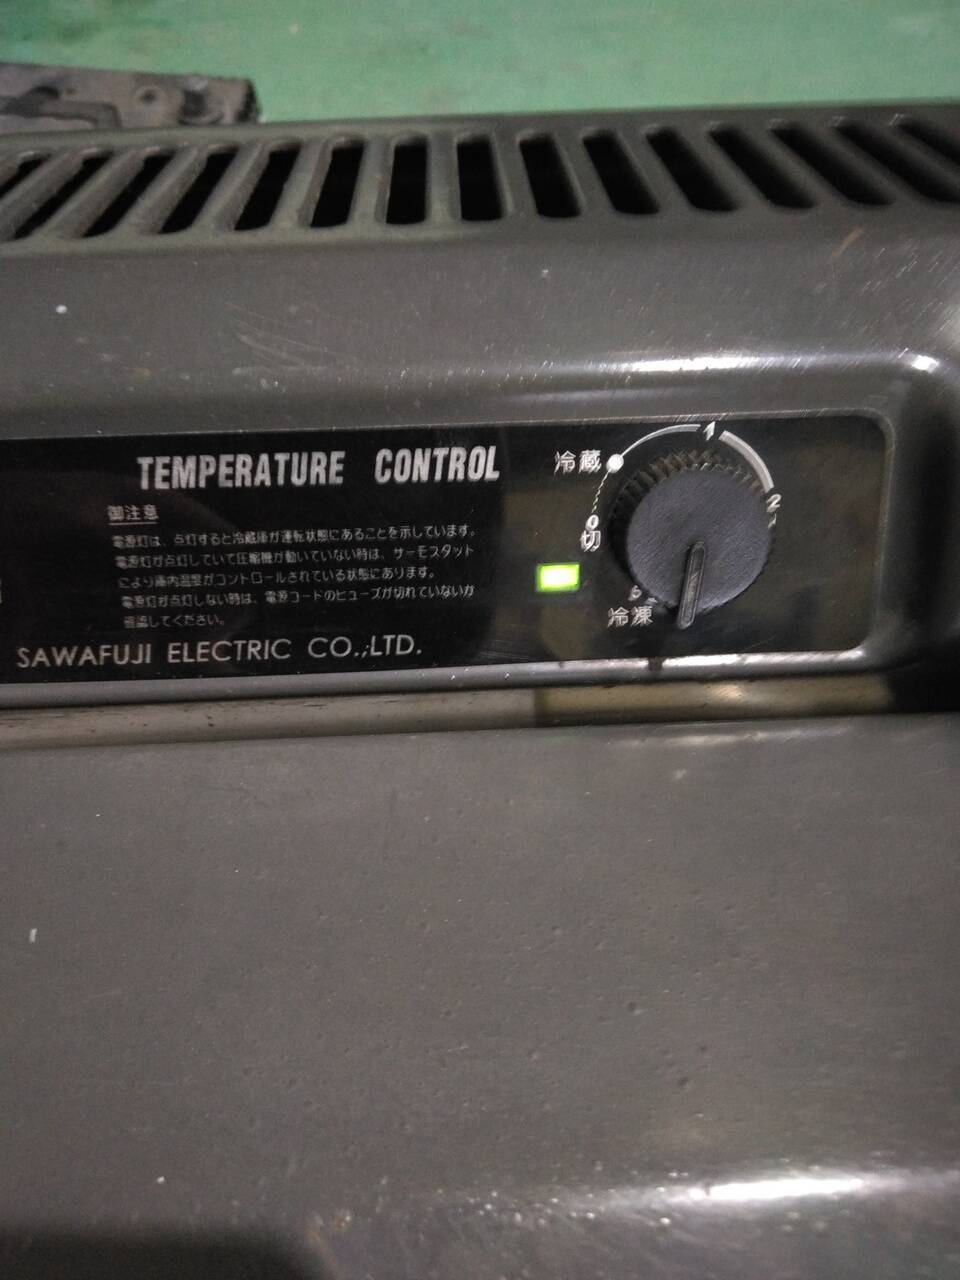 TEMPERATURE CONTROL
御注意
電源灯は、点灯すると冷蔵庫が運転状態にあることを示しています。
電源灯が点灯していて圧縮機が動いていない時は、サーモスタット
により庫内温度がコントロールされている状態にあります。
電源灯が点灯しない時は、電源コードのヒューズが切れていないか
確認してください。
SAWAFUJI ELECTRIC CO.,LTD.
冷蔵
1
2
0
切
5
冷凍